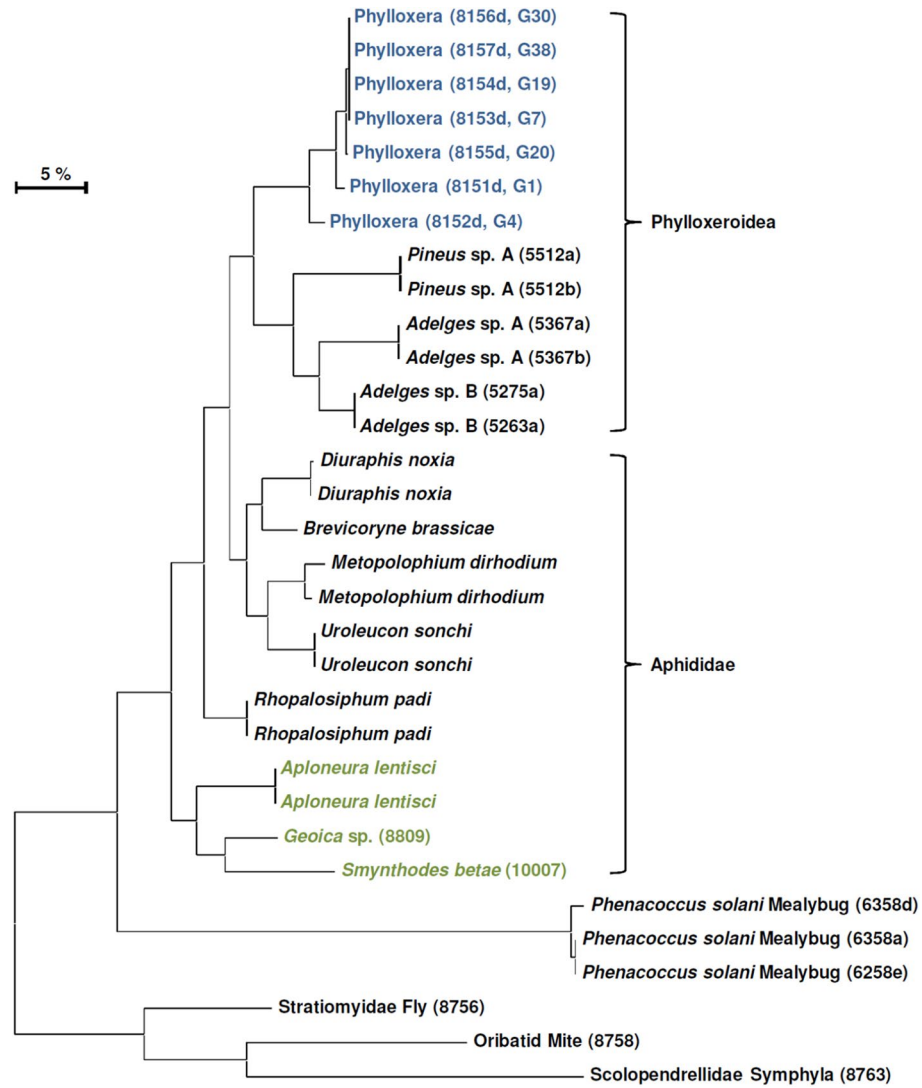 Phylloxera (8156d, G30)
Phylloxera (8157d, G38)
Phylloxera (8154d, G19)
Phylloxera (8153d, G7)
5 %
Phylloxera (8155d, G20)
Phylloxera (8151d, G1)
Phylloxera (8152d, G4)
Phylloxeroidea
Pineus sp. A (5512a)
Pineus sp. A (5512b)
Adelges sp. A (5367a)
Adelges sp. A (5367b)
Adelges sp. B (5275a)
Adelges sp. B (5263a)
Diuraphis noxia
Diuraphis noxia
Brevicoryne brassicae
Metopolophium dirhodium
Metopolophium dirhodium
Uroleucon sonchi
Uroleucon sonchi
Aphididae
Rhopalosiphum padi
Rhopalosiphum padi
Aploneura lentisci
Aploneura lentisci
Geoica sp. (8809)
Smynthodes betae (10007)
Phenacoccus solani Mealybug (6358d)
Phenacoccus solani Mealybug (6358a)
Phenacoccus solani Mealybug (6258e)
Stratiomyidae Fly (8756)
Oribatid Mite (8758)
Scolopendrellidae Symphyla (8763)